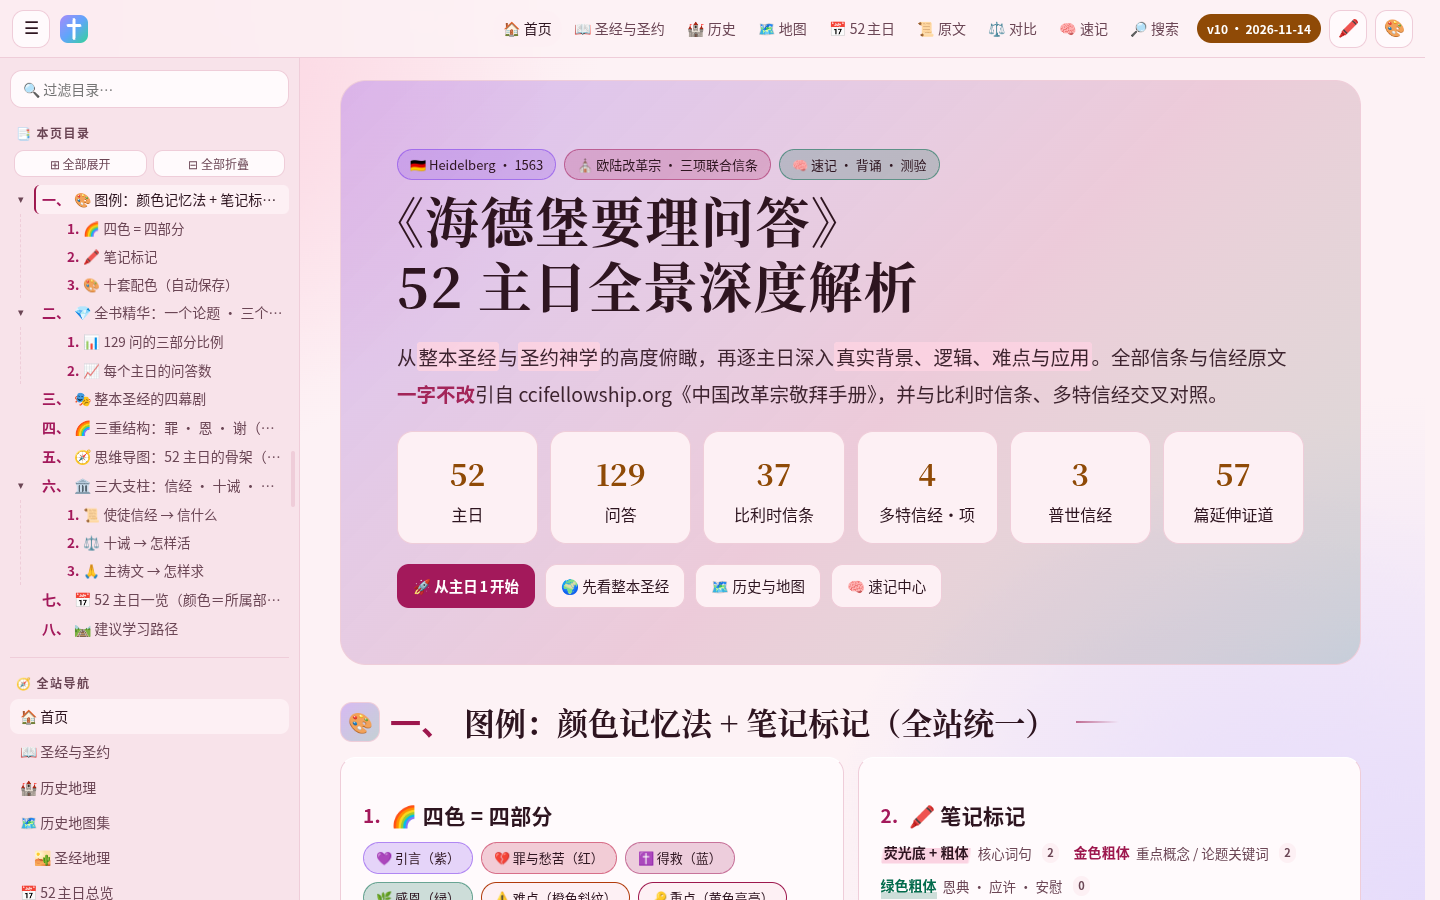 ☰ 🏠 首页 📖 圣经与圣约 🏰 历史 🗺️ 地图 📅 52主日 📜 原文 ⚖️ 对比 🧠 速记 🔎 搜索 v10 · 2026-11-14
🔍 过滤目录…
📑 本页目录
⊞ 全部展开 ⊟ 全部折叠
一、 🎨 图例：颜色记忆法 + 笔记标…
1. 🌈 四色 = 四部分
2. 🖍️ 笔记标记
3. 🎨 十套配色（自动保存）
二、 💎 全书精华：一个论题 · 三个…
1. 📊 129 问的三部分比例
2. 📈 每个主日的问答数
三、 🎭 整本圣经的四幕剧
四、 🌈 三重结构：罪 · 恩 · 谢（…
五、 🧭 思维导图：52 主日的骨架（…
六、 🏛️ 三大支柱：信经 · 十诫 · …
1. 📜 使徒信经 → 信什么
2. ⚖️ 十诫 → 怎样活
3. 🙏 主祷文 → 怎样求
七、 📅 52 主日一览（颜色＝所属部…
八、 🛤️ 建议学习路径
🧭 全站导航
🏠 首页
📖 圣经与圣约
🏰 历史地理
🗺️ 历史地图集
🏜️ 圣经地理
📅 52主日总览
🇩🇪 Heidelberg · 1563 ⛪ 欧陆改革宗 · 三项联合信条 🧠 速记 · 背诵 · 测验
《海德堡要理问答》
52 主日全景深度解析
从整本圣经与圣约神学的高度俯瞰，再逐主日深入真实背景、逻辑、难点与应用。全部信条与信经原文
一字不改引自 ccifellowship.org《中国改革宗敬拜手册》，并与比利时信条、多特信经交叉对照。
52 129 37 4 3 57
主日 问答 比利时信条 多特信经·项 普世信经 篇延伸证道
🚀 从主日1开始 🌍 先看整本圣经 🗺️ 历史与地图 🧠 速记中心
🎨 一、 图例：颜色记忆法 + 笔记标记（全站统一）
1. 🌈 四色 = 四部分
💜 引言（紫） 💔 罪与愁苦（红） ✝️ 得救（蓝）
🌿 感恩（绿） ⚠️ 难点（橙色斜纹） 💡 重点（黄色高亮）
2. 🖍️ 笔记标记
荧光底 + 粗体 核心词句 2 金色粗体 重点概念 / 论题关键词 2
绿色粗体 恩典 · 应许 · 安慰 0